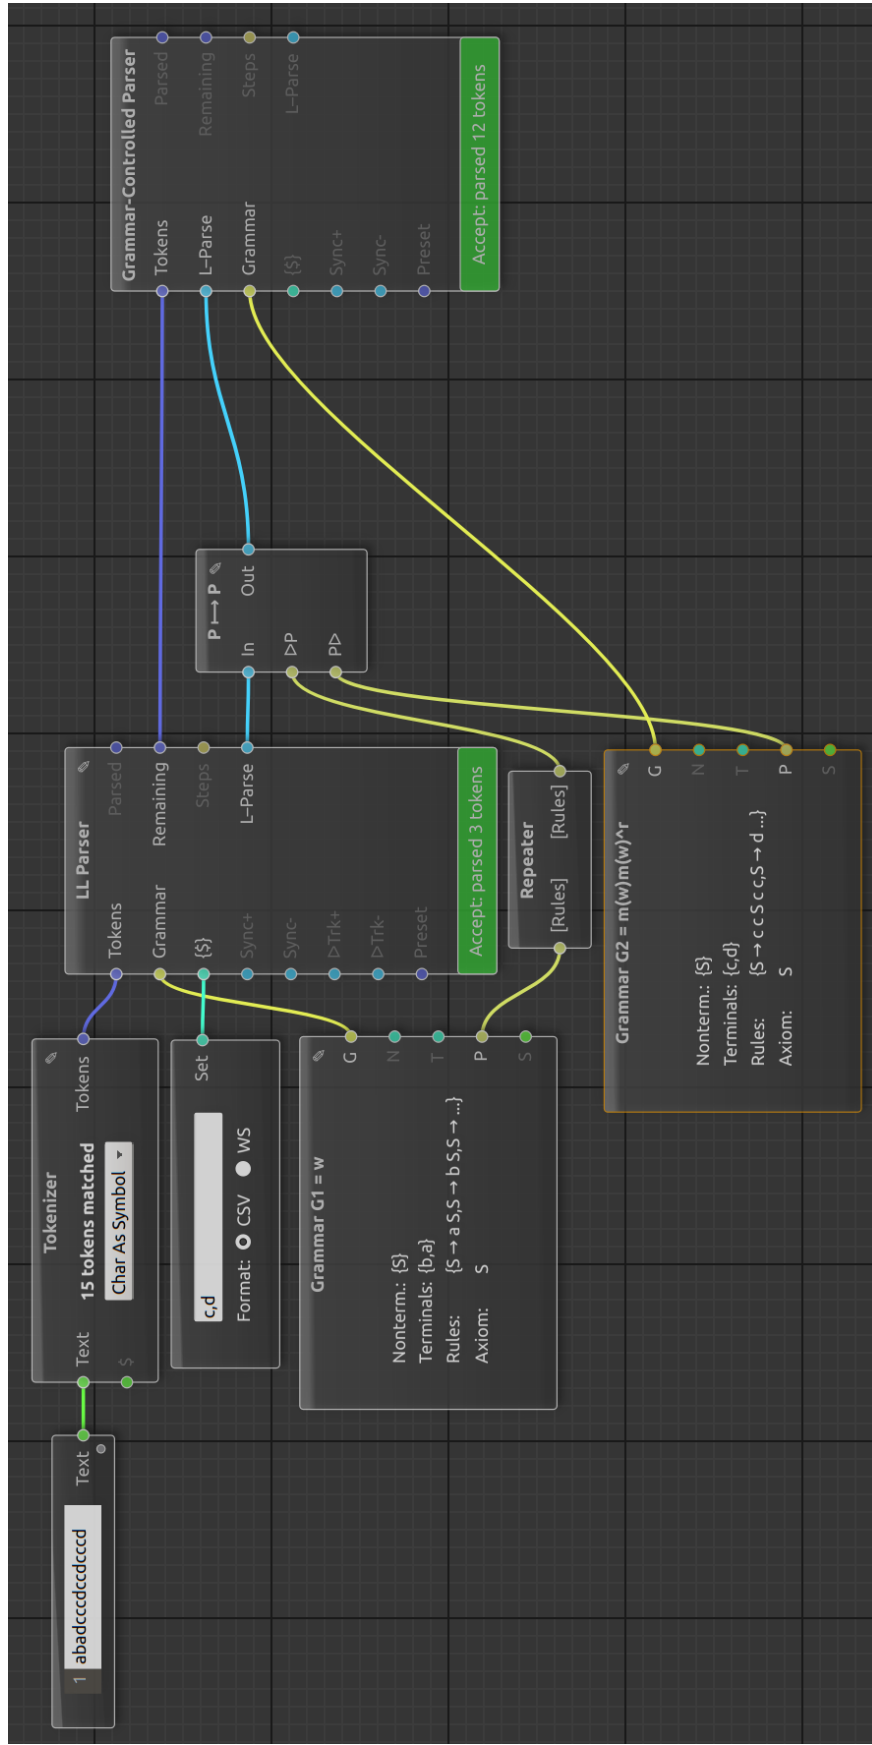 1 abadcccdccdcccd
Text
Tokenizer
Text
$
15 tokens matched
Char As Symbol
Tokens
c,d
Format: CSV WS
Set
Grammar G1 = w
Nonterm.: {S}
Terminals: {b,a}
Rules: {S → a S,S → b S,S → ...}
Axiom: S
G
N
T
P
S
LL Parser
Tokens
Grammar
{$}
Sync+
Sync-
▷Trk+
▷Trk-
Preset
Parsed
Remaining
Steps
L–Parse
Accept: parsed 3 tokens
Repeater
[Rules] [Rules]
Grammar G2 = m(w)m(w)^r
Nonterm.: {S}
Terminals: {c,d}
Rules: {S → c c S c c,S → d ...}
Axiom: S
G
N
T
P
S
P ⟼ P
In Out
▷P
P▷
Grammar-Controlled Parser
Tokens
L–Parse
Grammar
{$}
Sync+
Sync-
Preset
Parsed
Remaining
Steps
L–Parse
Accept: parsed 12 tokens